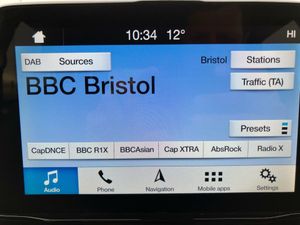 10:34 12° HI
DAB Sources Bristol Stations
BBC Bristol Traffic (TA)
Presets
CapDNCE BBC R1X BBCAsian Cap XTRA AbsRock Radio X
Audio Phone Navigation Mobile apps Settings